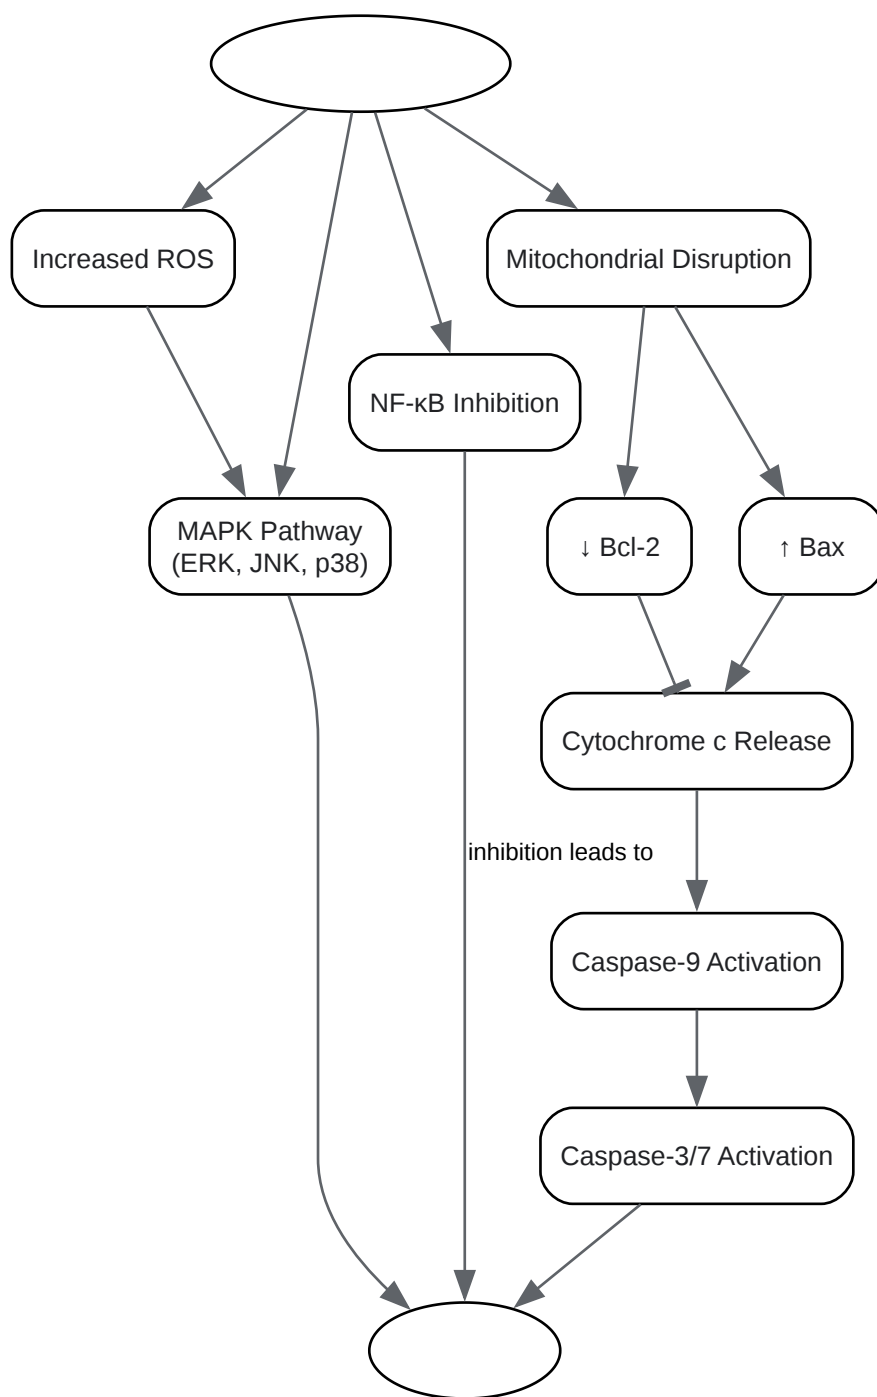 Increased ROS
Mitochondrial Disruption
NF-κB Inhibition
MAPK Pathway
(ERK, JNK, p38)
↓ Bcl-2
↑ Bax
Cytochrome c Release
inhibition leads to
Caspase-9 Activation
Caspase-3/7 Activation